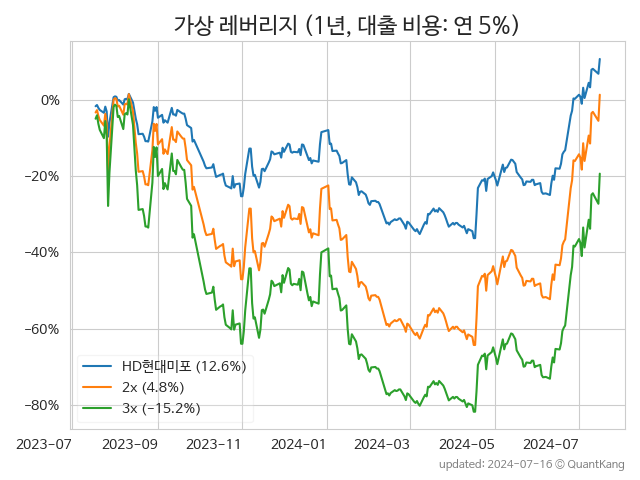 가상 레버리지 (1년, 대출 비용: 연 5%)
0%
−20%
−40%
−60%
−80%
HD현대미포 (12.6%)
2x (4.8%)
3x (−15.2%)
2023-07 2023-09 2023-11 2024-01 2024-03 2024-05 2024-07
updated: 2024-07-16 © QuantKang